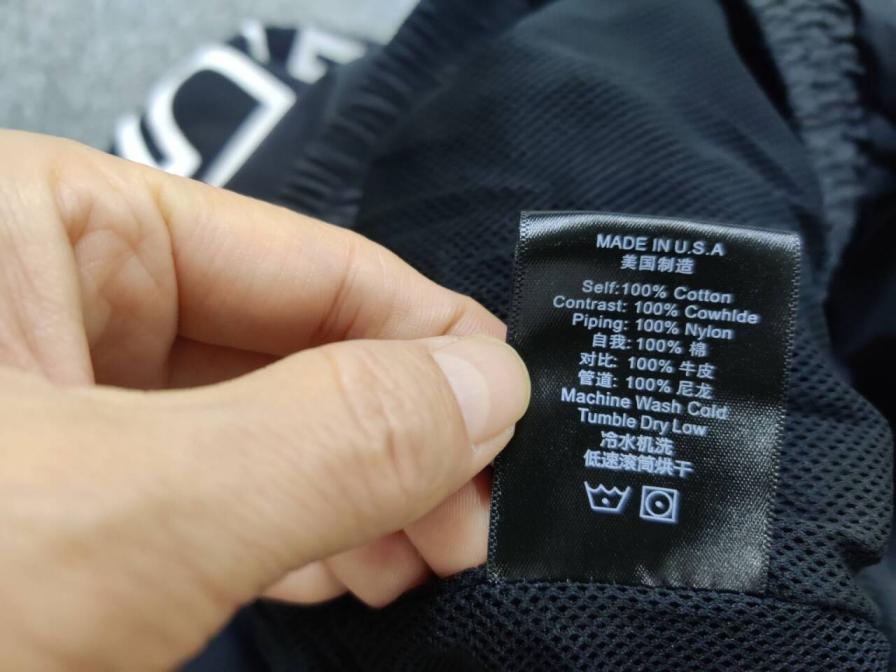 MADE IN U.S.A
美国制造
Self:100% Cotton
Contrast: 100% Cowhide
Piping: 100% Nylon
自我:100% 棉
对比: 100% 牛皮
管道: 100% 尼龙
Machine Wash Cold
Tumble Dry Low
冷水机洗
低速滚筒烘干